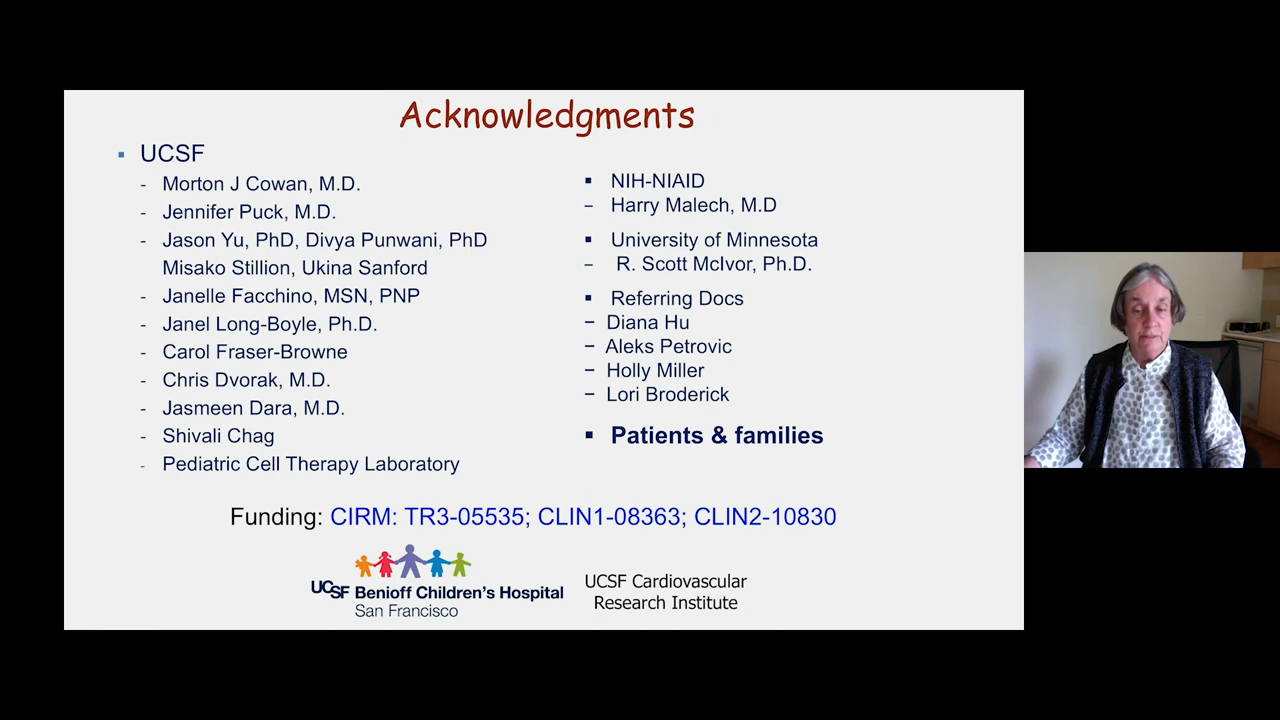 Acknowledgments
▪ UCSF
- Morton J Cowan, M.D.
- Jennifer Puck, M.D.
- Jason Yu, PhD, Divya Punwani, PhD
Misako Stillion, Ukina Sanford
- Janelle Facchino, MSN, PNP
- Janel Long-Boyle, Ph.D.
- Carol Fraser-Browne
- Chris Dvorak, M.D.
- Jasmeen Dara, M.D.
- Shivali Chag
- Pediatric Cell Therapy Laboratory
▪ NIH-NIAID
– Harry Malech, M.D
▪ University of Minnesota
– R. Scott McIvor, Ph.D.
▪ Referring Docs
− Diana Hu
− Aleks Petrovic
− Holly Miller
− Lori Broderick
▪ Patients & families
Funding: CIRM: TR3-05535; CLIN1-08363; CLIN2-10830
UCSF Benioff Children's Hospital
San Francisco
UCSF Cardiovascular
Research Institute